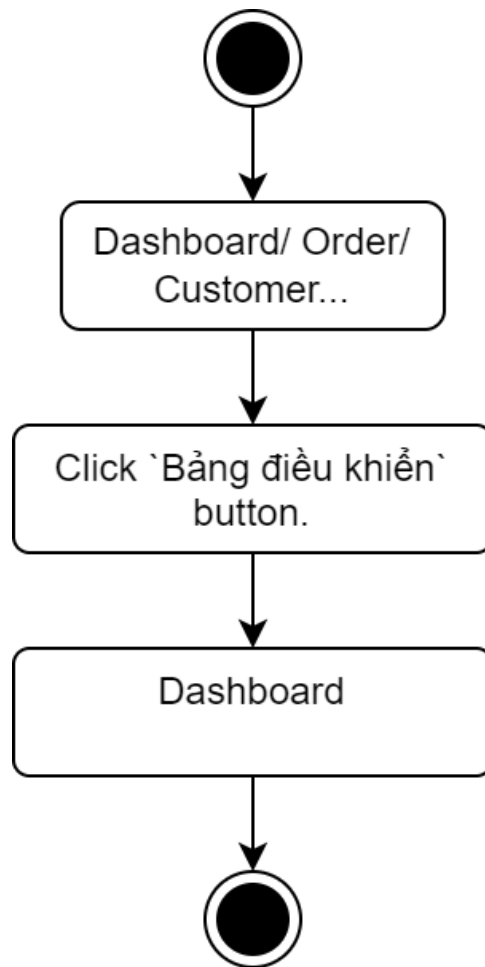 Dashboard/ Order/
Customer...
Click `Bảng điều khiển`
button.
Dashboard